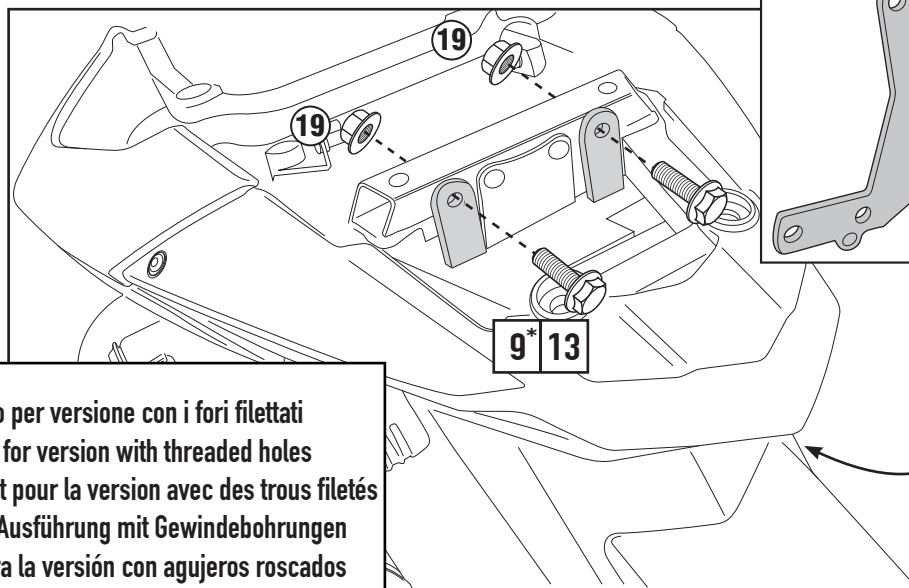 19
19
9* 13
per versione con i fori filettati
for version with threaded holes
pour la version avec des trous filetés
Ausführung mit Gewindebohrungen
la versión con agujeros roscados